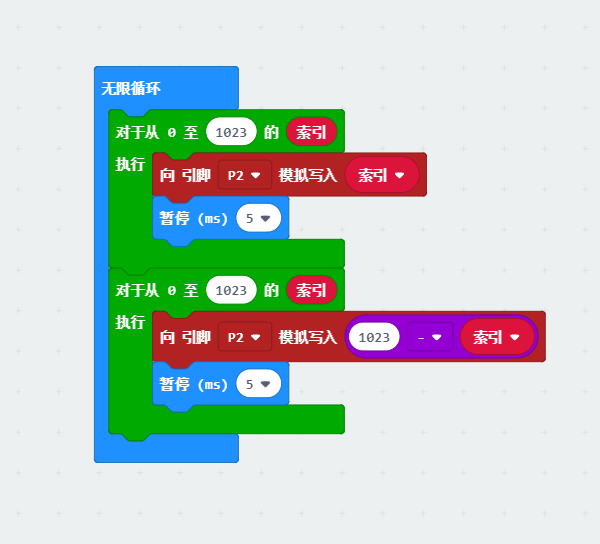 无限循环
对于从 0 至 1023 的 索引
执行
向 引脚 P2 模拟写入 索引
暂停 (ms) 5
对于从 0 至 1023 的 索引
执行
向 引脚 P2 模拟写入 1023 - 索引
暂停 (ms) 5